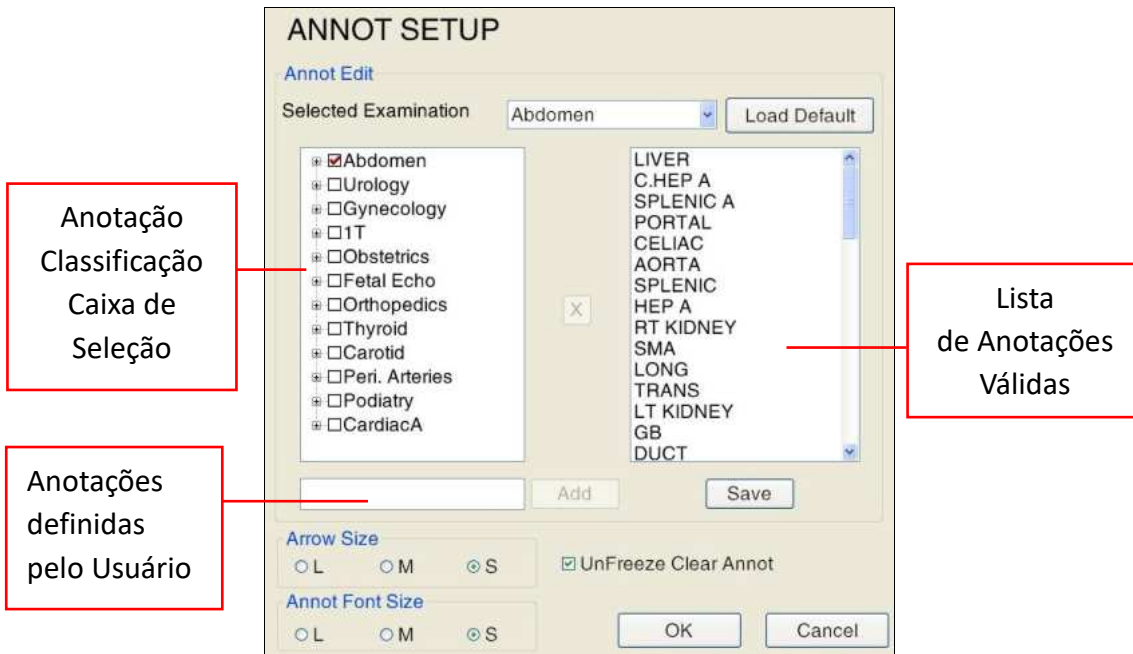 ANNOT SETUP
Annot Edit
Selected Examination
Abdomen
Load Default
Abdomen
Urology
Gynecology
1T
Obstetrics
Fetal Echo
Orthopedics
Thyroid
Carotid
Peri. Arteries
Podiatry
CardiacA
X
LIVER
C.HEP A
SPLENIC A
PORTAL
CELIAC
AORTA
SPLENIC
HEP A
RT KIDNEY
SMA
LONG
TRANS
LT KIDNEY
GB
DUCT
Add
Save
Arrow Size
L
M
S
UnFreeze Clear Annot
Annot Font Size
L
M
S
OK
Cancel
Anotação
Classificação
Caixa de
Seleção
Anotações
definidas
pelo Usuário
Lista
de Anotações
Válidas